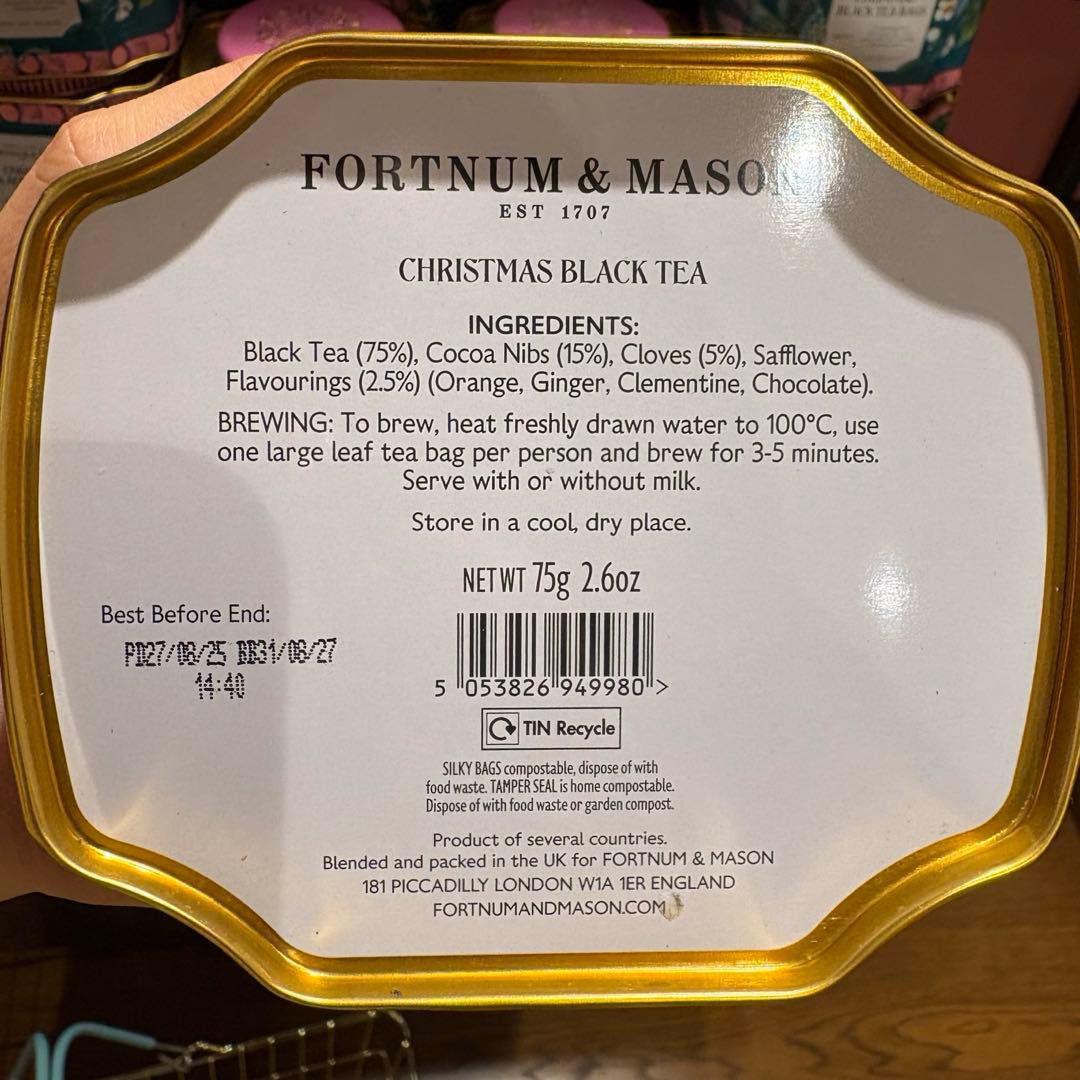 BLACK TEA BAGS
FORTNUM & MASON
EST 1707
CHRISTMAS BLACK TEA
INGREDIENTS:
Black Tea (75%), Cocoa Nibs (15%), Cloves (5%), Safflower,
Flavourings (2.5%) (Orange, Ginger, Clementine, Chocolate).
BREWING: To brew, heat freshly drawn water to 100°C, use
one large leaf tea bag per person and brew for 3-5 minutes.
Serve with or without milk.
Store in a cool, dry place.
NET WT 75g 2.6oz
Best Before End:
PD27/08/25 BB31/08/27
14:40
5 053826 949980 >
TIN Recycle
SILKY BAGS compostable, dispose of with
food waste. TAMPER SEAL is home compostable.
Dispose of with food waste or garden compost.
Product of several countries.
Blended and packed in the UK for FORTNUM & MASON
181 PICCADILLY LONDON W1A 1ER ENGLAND
FORTNUMANDMASON.COM